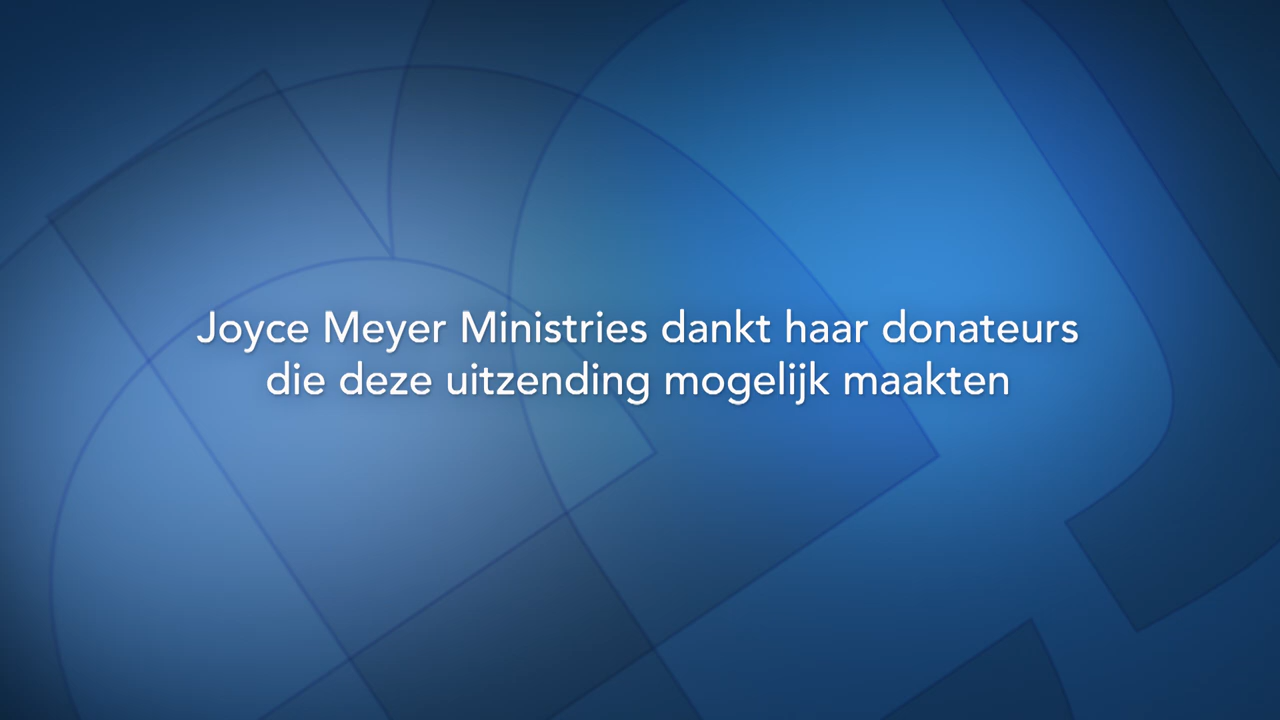 Joyce Meyer Ministries dankt haar donateurs
die deze uitzending mogelijk maakten